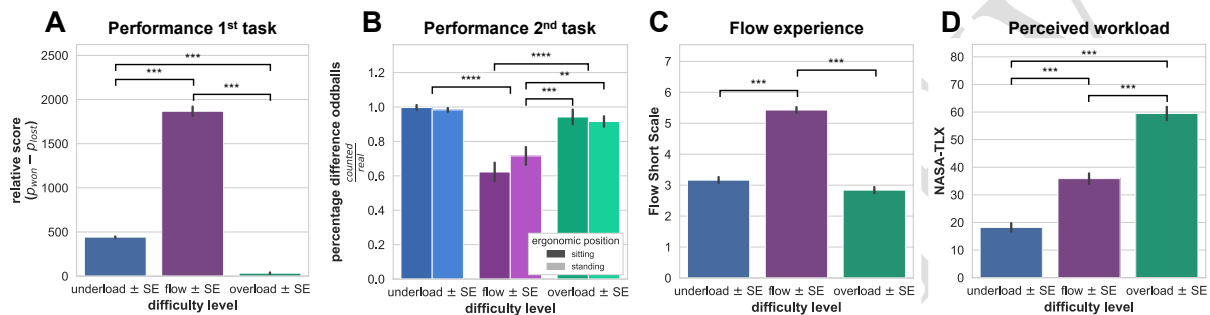 A
Performance 1st task
2500
2000
1500
1000
500
0
relative score
(p_won − p_lost)
***
***
***
underload ± SE flow ± SE overload ± SE
difficulty level
B
Performance 2nd task
1.2
1.0
0.8
0.6
0.4
0.2
0.0
percentage difference oddballs
counted
real
****
****
**
***
ergonomic position
sitting
standing
underload ± SE flow ± SE overload ± SE
difficulty level
C
Flow experience
7
6
5
4
3
2
1
0
Flow Short Scale
***
***
underload ± SE flow ± SE overload ± SE
difficulty level
D
Perceived workload
80
70
60
50
40
30
20
10
0
NASA-TLX
***
***
***
underload ± SE flow ± SE overload ± SE
difficulty level